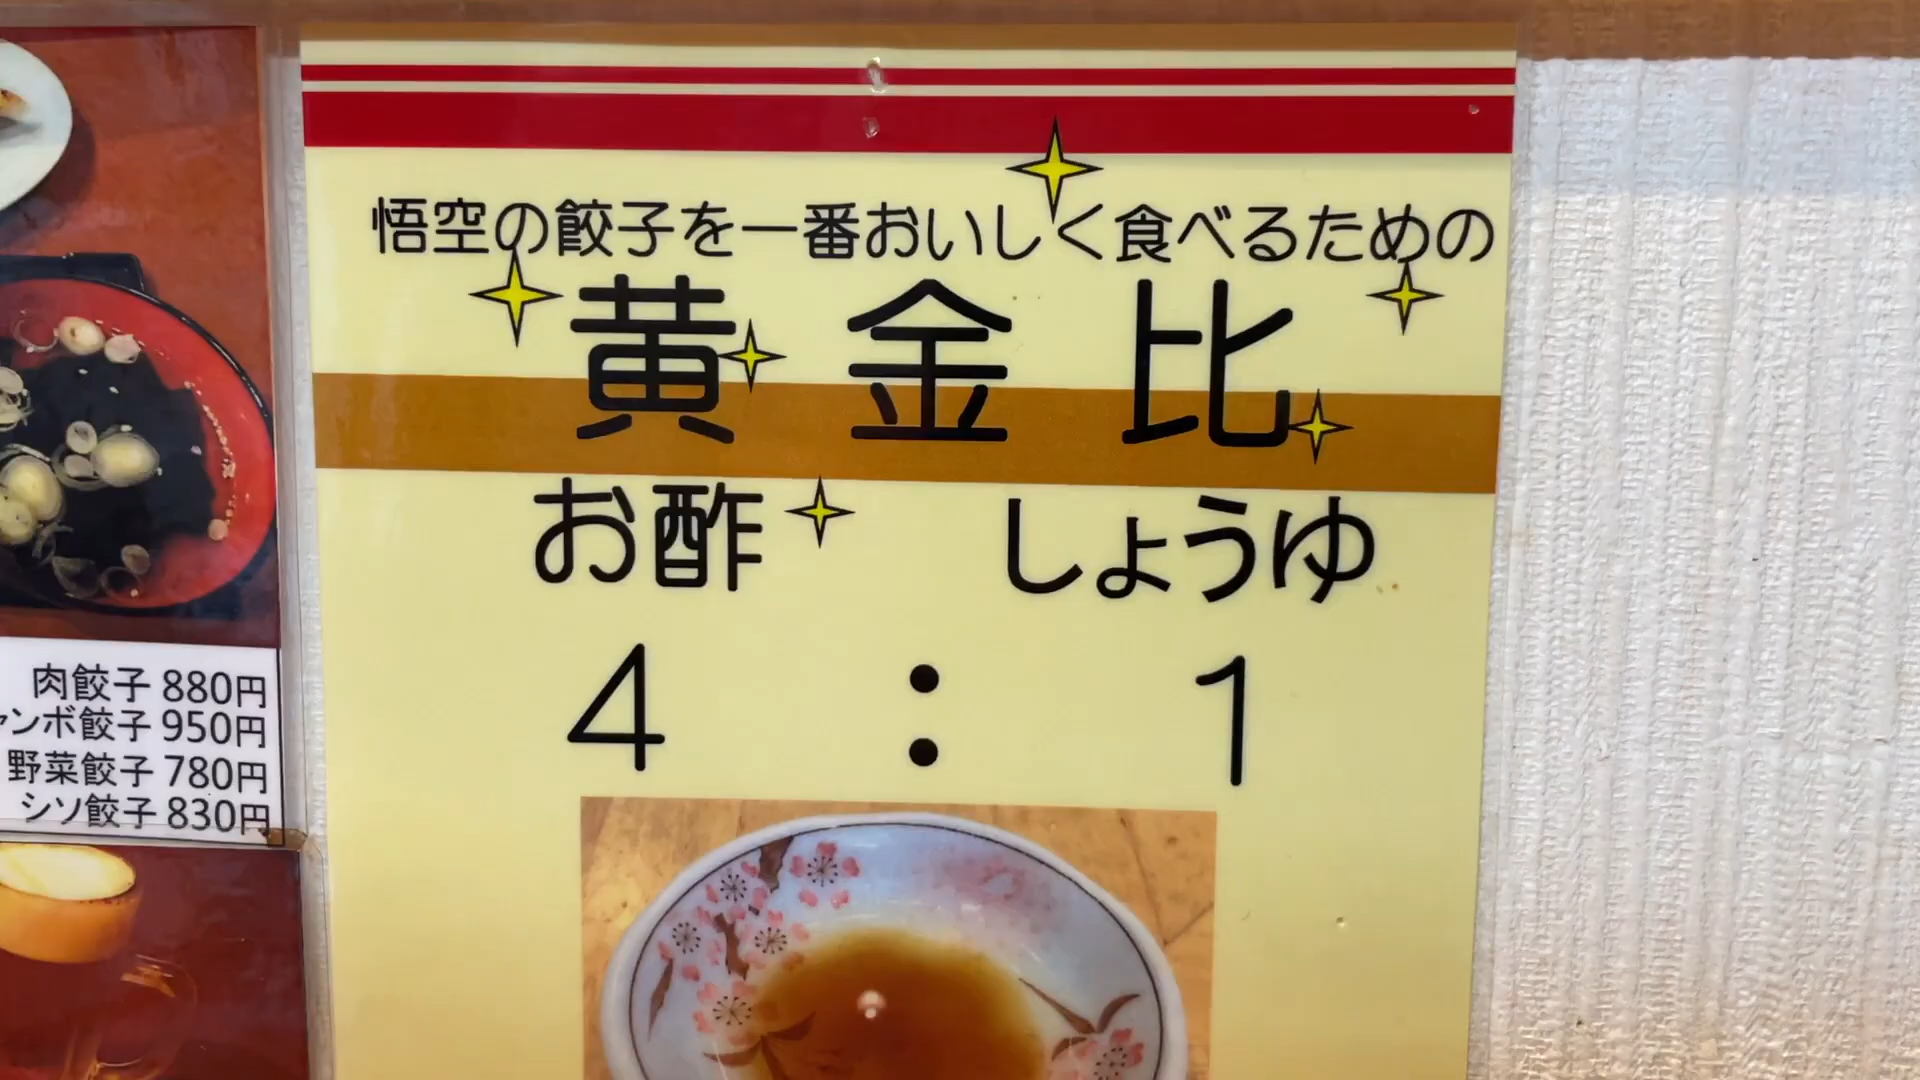 悟空の餃子を一番おいしく食べるための
黄金比
お酢 しょうゆ
4 : 1
肉餃子 880円
ャンボ餃子 950円
野菜餃子 780円
シソ餃子 830円